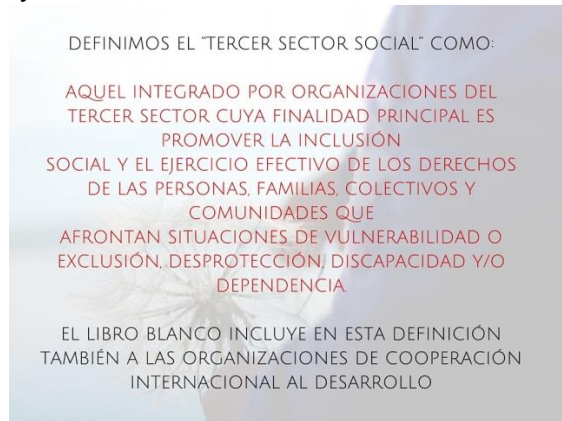 DEFINIMOS EL "TERCER SECTOR SOCIAL" COMO:
AQUEL INTEGRADO POR ORGANIZACIONES DEL
TERCER SECTOR CUYA FINALIDAD PRINCIPAL ES
PROMOVER LA INCLUSIÓN
SOCIAL Y EL EJERCICIO EFECTIVO DE LOS DERECHOS
DE LAS PERSONAS, FAMILIAS, COLECTIVOS Y
COMUNIDADES QUE
AFRONTAN SITUACIONES DE VULNERABILIDAD O
EXCLUSIÓN, DESPROTECCIÓN, DISCAPACIDAD Y/O
DEPENDENCIA.
EL LIBRO BLANCO INCLUYE EN ESTA DEFINICIÓN
TAMBIÉN A LAS ORGANIZACIONES DE COOPERACIÓN
INTERNACIONAL AL DESARROLLO